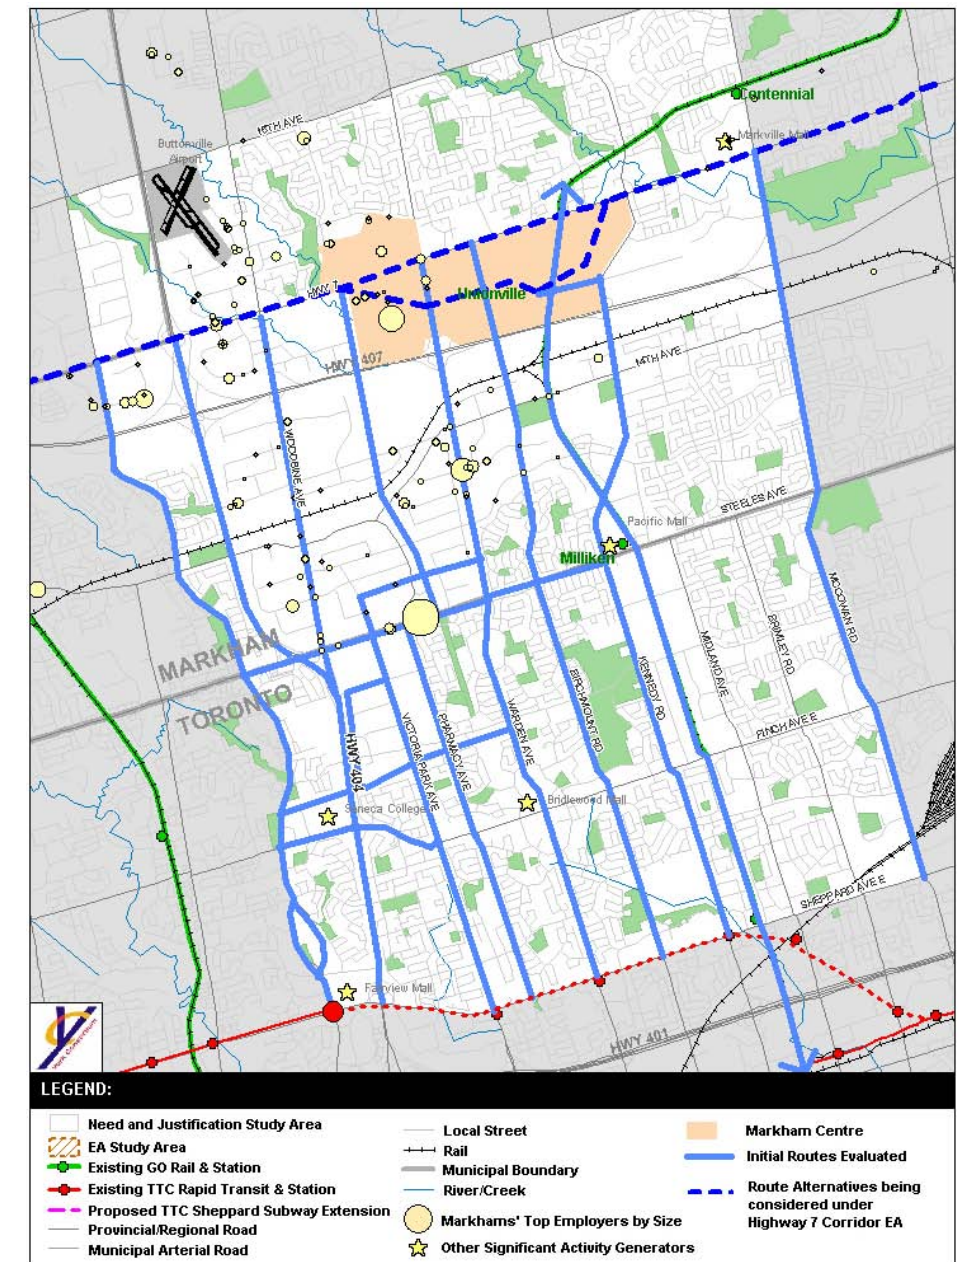 Centennial
16TH AVE
Markville Mall
Buttonville
Airport
HWY 7
Unionville
HWY 407
14TH AVE
WOODBINE AVE
STEELES AVE
Pacific Mall
Milliken
MCCOWAN RD
BRIMLEY RD
MIDLAND AVE
KENNEDY RD
BIRCHMOUNT RD
MARKHAM
TORONTO
FINCH AVE E
WARDEN AVE
PHARMACY AVE
VICTORIA PARK AVE
HWY 404
Seneca College
Bridlewood Mall
SHEPPARD AVE E
Fairview Mall
HWY 401
YORK CONSORTIUM
LEGEND:
Need and Justification Study Area
EA Study Area
Existing GO Rail & Station
Existing TTC Rapid Transit & Station
Proposed TTC Sheppard Subway Extension
Provincial/Regional Road
Municipal Arterial Road
Local Street
Rail
Municipal Boundary
River/Creek
Markhams' Top Employers by Size
Other Significant Activity Generators
Markham Centre
Initial Routes Evaluated
Route Alternatives being
considered under
Highway 7 Corridor EA